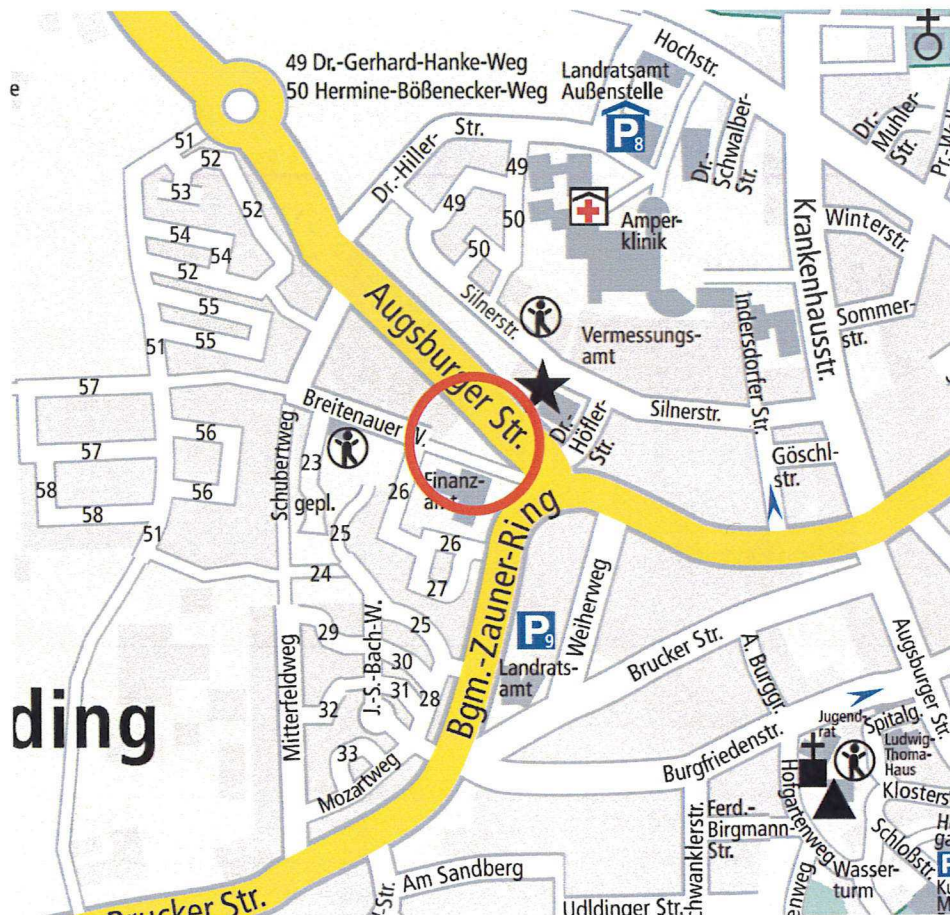 49 Dr.-Gerhard-Hanke-Weg
50 Hermine-Bößenecker-Weg
Landratsamt
Außenstelle
P8
Hochstr.
Dr.-
Schwalber-
Str.
Dr.-
Muhler-
Str.
Dr.-Hiller-
Str.
51
52
53
52
54
54
52
55
55
51
49
49
50
50
Amper-
klinik
Krankenhausstr.
Winterstr.
Sommer-
str.
Silnerstr.
Vermessungs-
amt
Indersdorfer Str.
Augsburger Str.
57
57
58
58
56
56
51
Breitenauer W.
Schubertweg
23
gepl.
Finanz-
amt
Dr.-
Höfler-
Str.
Silnerstr.
Göschl-
str.
26
26
27
25
25
24
29
30
31
32
28
33
J.-S.-Bach-W.
Mitterfeldweg
Mozartweg
Bgm.-Zauner-Ring
P9
Landrats-
amt
Weiherweg
Brucker Str.
A. Burggr.
Augsburger Str.
Burgfriedenstr.
Jugend-
rat
Spitalg.
Ludwig-
Thoma-
Haus
Klosters
Hofgartenweg
Schloßstr.
Wasser-
turm
Ferd.-
Birgmann-
Str.
chwanklerstr.
ding
Am Sandberg
Udldinger Str.
Brucker Str.
-Str.
enweg
P